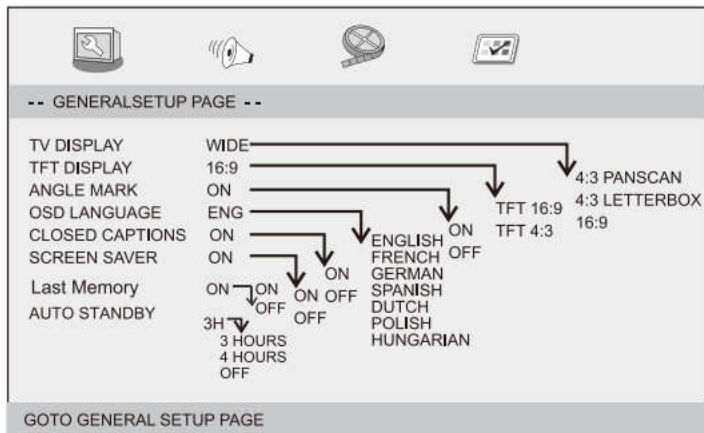 -- GENERALSETUP PAGE --
TV DISPLAY WIDE
TFT DISPLAY 16:9
ANGLE MARK ON
OSD LANGUAGE ENG
CLOSED CAPTIONS ON
SCREEN SAVER ON
Last Memory ON
AUTO STANDBY 3H
3 HOURS
4 HOURS
OFF
ON
OFF
ON
OFF
ON
OFF
ENGLISH
FRENCH
GERMAN
SPANISH
DUTCH
POLISH
HUNGARIAN
ON
OFF
TFT 16:9
TFT 4:3
4:3 PANSCAN
4:3 LETTERBOX
16:9
GOTO GENERAL SETUP PAGE